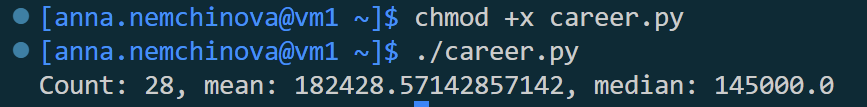 [anna.nemchinova@vm1 ~]$ chmod +x career.py
[anna.nemchinova@vm1 ~]$ ./career.py
Count: 28, mean: 182428.57142857142, median: 145000.0